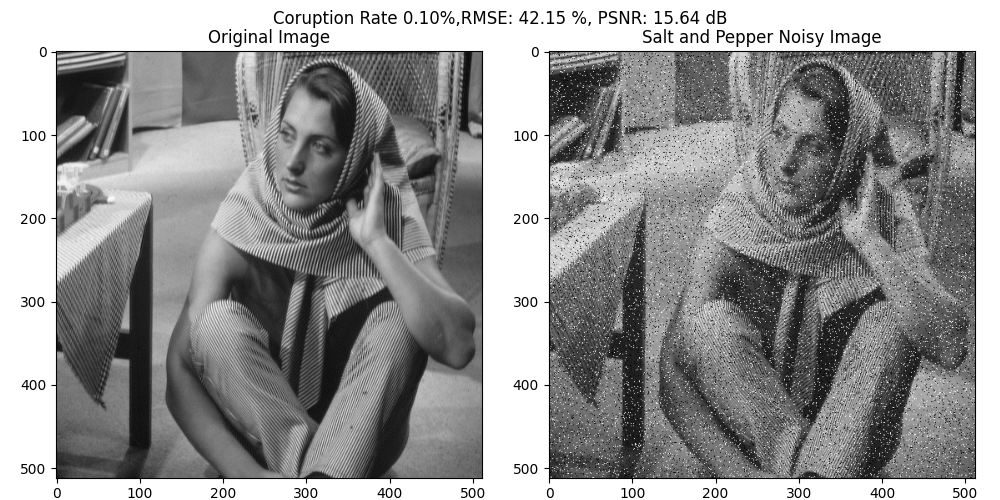 Coruption Rate 0.10%,RMSE: 42.15 %, PSNR: 15.64 dB
Original Image
Salt and Pepper Noisy Image
0
100
200
300
400
500
0 100 200 300 400 500
0
100
200
300
400
500
0 100 200 300 400 500